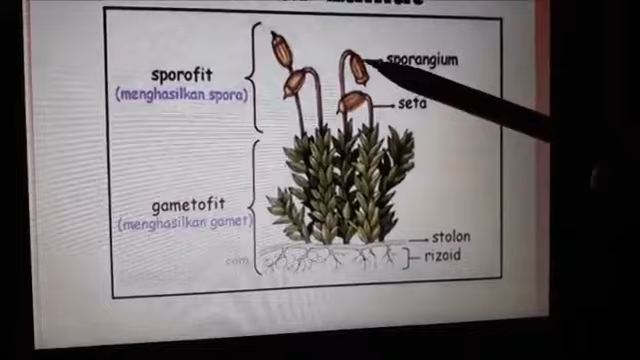 sporofit
(menghasilkan spora)
sporangium
seta
gametofit
(menghasilkan gamet)
stolon
rizoid
com